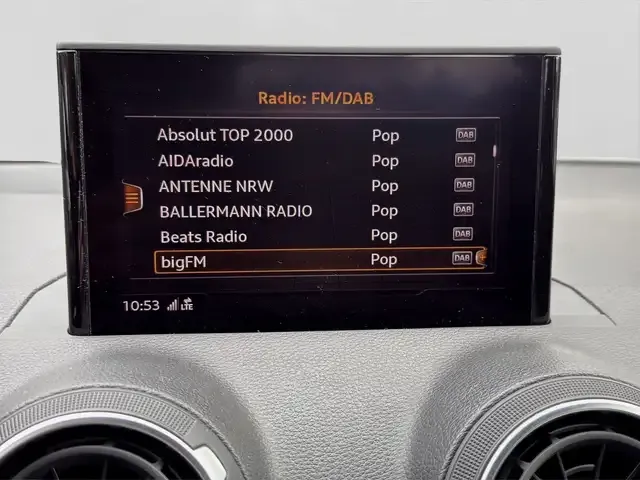 Radio: FM/DAB
Absolut TOP 2000 Pop DAB
AIDAradio Pop DAB
ANTENNE NRW Pop DAB
BALLERMANN RADIO Pop DAB
Beats Radio Pop DAB
bigFM Pop DAB
10:53 LTE